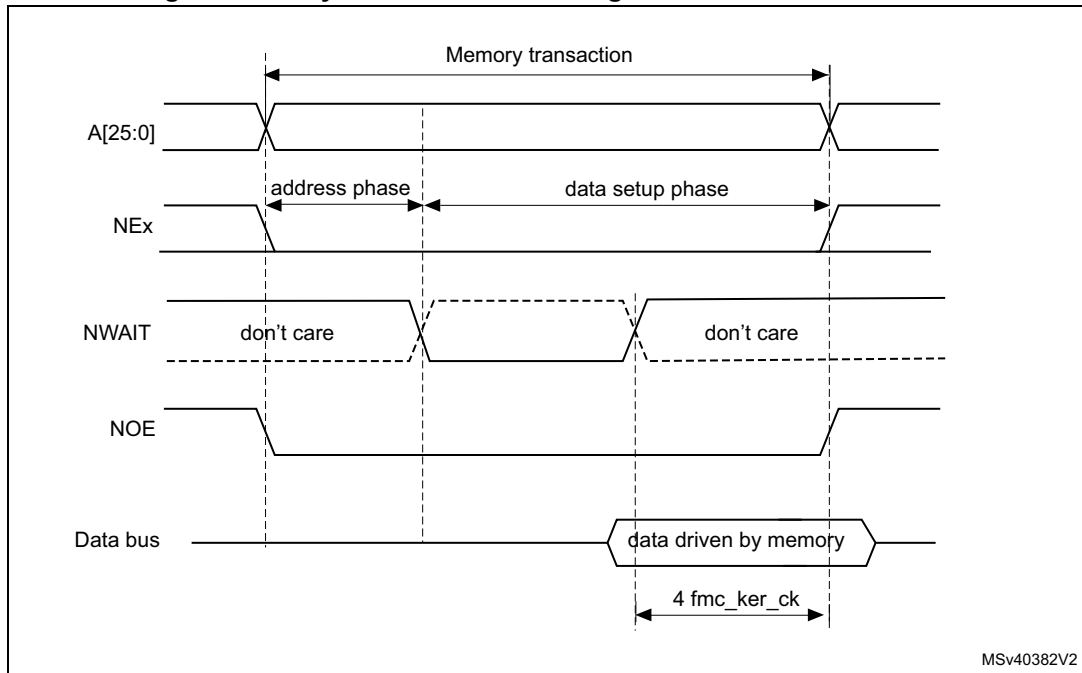 Memory transaction
A[25:0]
address phase
data setup phase
NEx
NWAIT
don't care
don't care
NOE
Data bus
data driven by memory
4 fmc_ker_ck
MSv40382V2